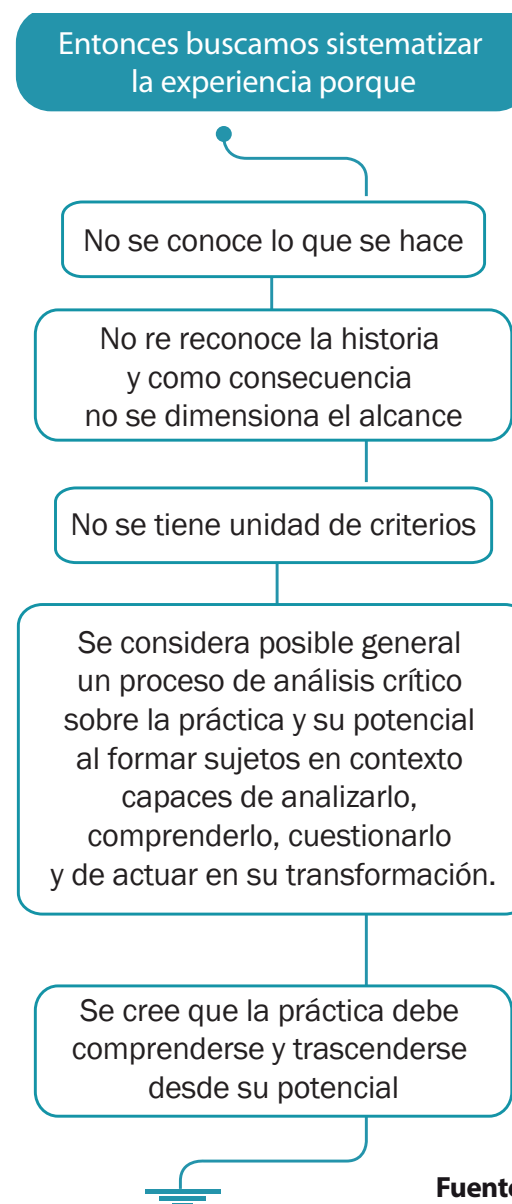 Entonces buscamos sistematizar
la experiencia porque
No se conoce lo que se hace
No re reconoce la historia
y como consecuencia
no se dimensiona el alcance
No se tiene unidad de criterios
Se considera posible general
un proceso de análisis crítico
sobre la práctica y su potencial
al formar sujetos en contexto
capaces de analizarlo,
comprenderlo, cuestionarlo
y de actuar en su transformación.
Se cree que la práctica debe
comprenderse y trascenderse
desde su potencial
Fuente